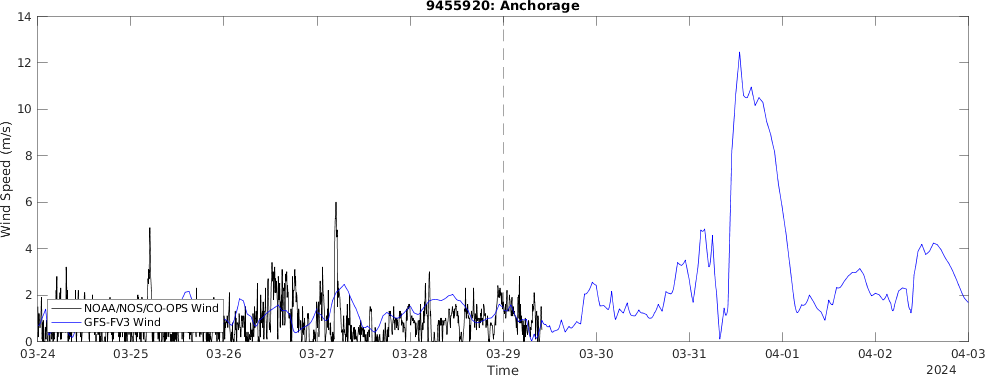 9455920: Anchorage
14
12
10
8
6
4
2
0
Wind Speed (m/s)
NOAA/NOS/CO-OPS Wind
GFS-FV3 Wind
03-24 03-25 03-26 03-27 03-28 03-29 03-30 03-31 04-01 04-02 04-03
Time
2024